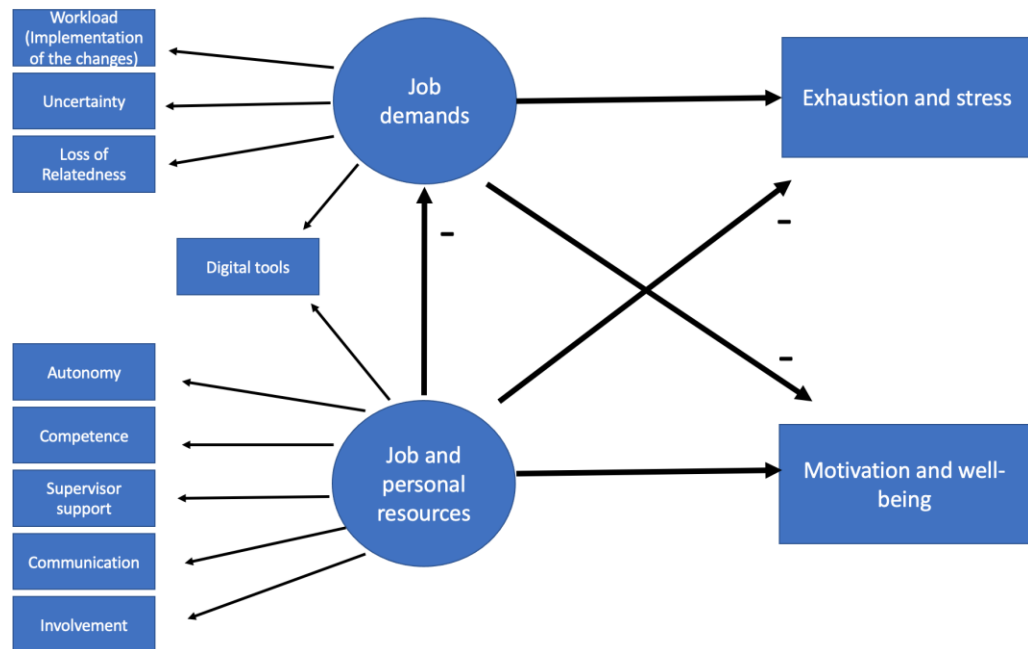 Workload
(Implementation
of the changes)
Uncertainty
Loss of
Relatedness
Digital tools
Autonomy
Competence
Supervisor
support
Communication
Involvement
Job
demands
Job and
personal
resources
Exhaustion and stress
Motivation and well-
being
-
-
-